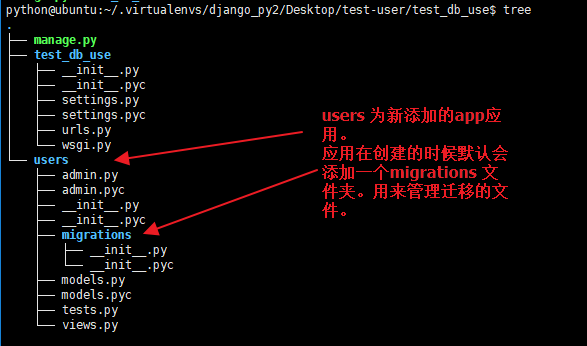 python@ubuntu:~/.virtualenvs/django_py2/Desktop/test-user/test_db_use$ tree
.
├── manage.py
├── test_db_use
│   ├── __init__.py
│   ├── __init__.pyc
│   ├── settings.py
│   ├── settings.pyc
│   ├── urls.py
│   └── wsgi.py
└── users
    ├── admin.py
    ├── admin.pyc
    ├── __init__.py
    ├── __init__.pyc
    ├── migrations
    │   ├── __init__.py
    │   └── __init__.pyc
    ├── models.py
    ├── models.pyc
    ├── tests.py
    └── views.py
users 为新添加的app应
用。
应用在创建的时候默认会
添加一个migrations 文
件夹。用来管理迁移的文
件。